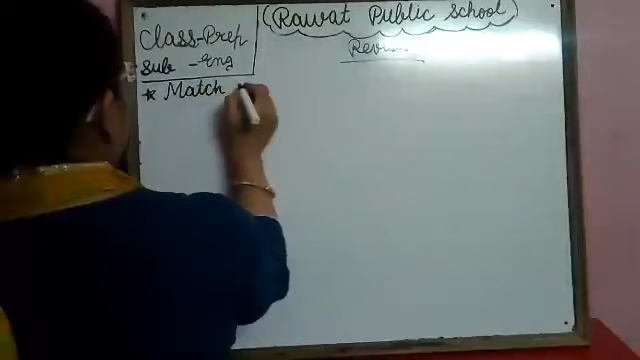 (Rawat Public School)
Class-Prep
Sub - Eng
★ Match